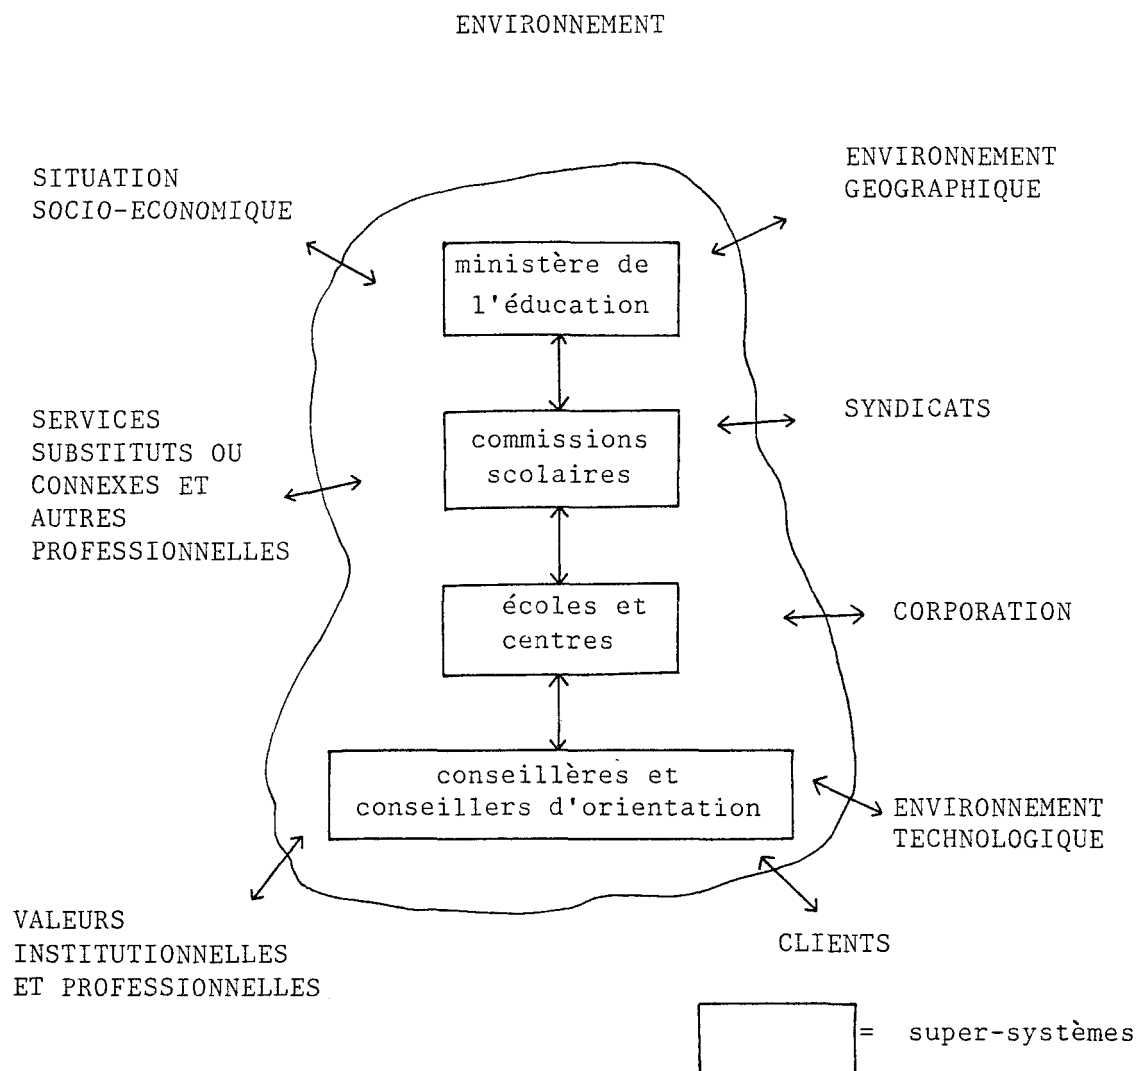 ENVIRONNEMENT
SITUATION
SOCIO-ECONOMIQUE
ENVIRONNEMENT
GEOGRAPHIQUE
ministère de
l'éducation
SERVICES
SUBSTITUTS OU
CONNEXES ET
AUTRES
PROFESSIONNELLES
commissions
scolaires
SYNDICATS
écoles et
centres
CORPORATION
conseillères et
conseillers d'orientation
ENVIRONNEMENT
TECHNOLOGIQUE
VALEURS
INSTITUTIONNELLES
ET PROFESSIONNELLES
CLIENTS
= super-systèmes